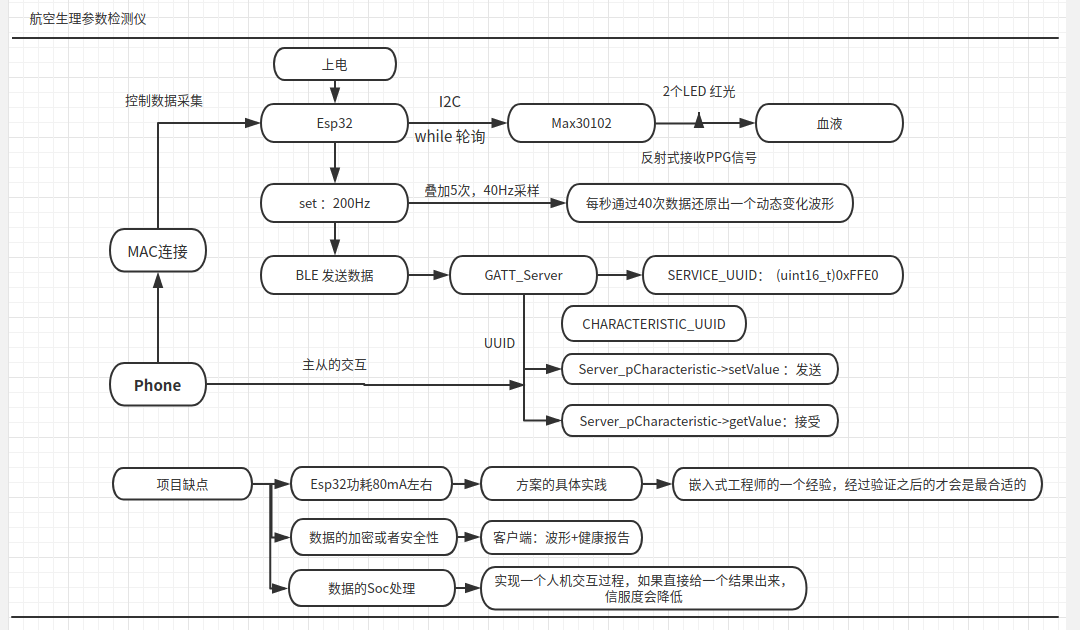 航空生理参数检测仪
上电
控制数据采集
Esp32
I2C
while 轮询
Max30102
2个LED 红光
反射式接收PPG信号
血液
set：200Hz
叠加5次，40Hz采样
每秒通过40次数据还原出一个动态变化波形
MAC连接
BLE 发送数据
GATT_Server
SERVICE_UUID： (uint16_t)0xFFE0
CHARACTERISTIC_UUID
UUID
主从的交互
Server_pCharacteristic->setValue ：发送
Phone
Server_pCharacteristic->getValue：接受
项目缺点
Esp32功耗80mA左右
方案的具体实践
嵌入式工程师的一个经验，经过验证之后的才会是最合适的
数据的加密或者安全性
客户端：波形+健康报告
数据的Soc处理
实现一个人机交互过程，如果直接给一个结果出来，
信服度会降低